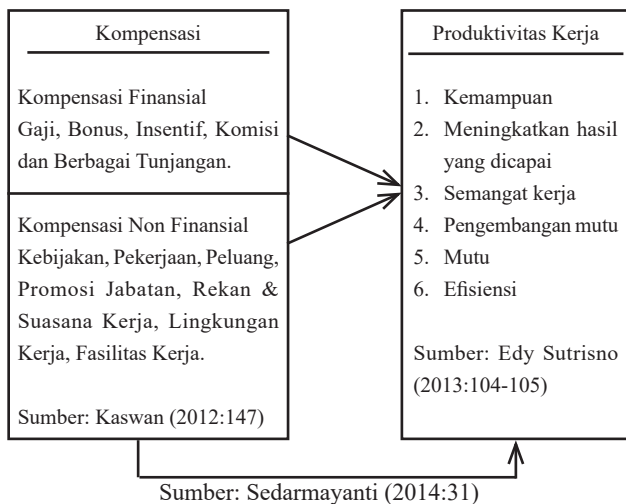 Kompensasi
Kompensasi Finansial
Gaji, Bonus, Insentif, Komisi
dan Berbagai Tunjangan.
Kompensasi Non Finansial
Kebijakan, Pekerjaan, Peluang,
Promosi Jabatan, Rekan &
Suasana Kerja, Lingkungan
Kerja, Fasilitas Kerja.
Sumber: Kaswan (2012:147)
Produktivitas Kerja
1. Kemampuan
2. Meningkatkan hasil
yang dicapai
3. Semangat kerja
4. Pengembangan mutu
5. Mutu
6. Efisiensi
Sumber: Edy Sutrisno
(2013:104-105)
Sumber: Sedarmayanti (2014:31)